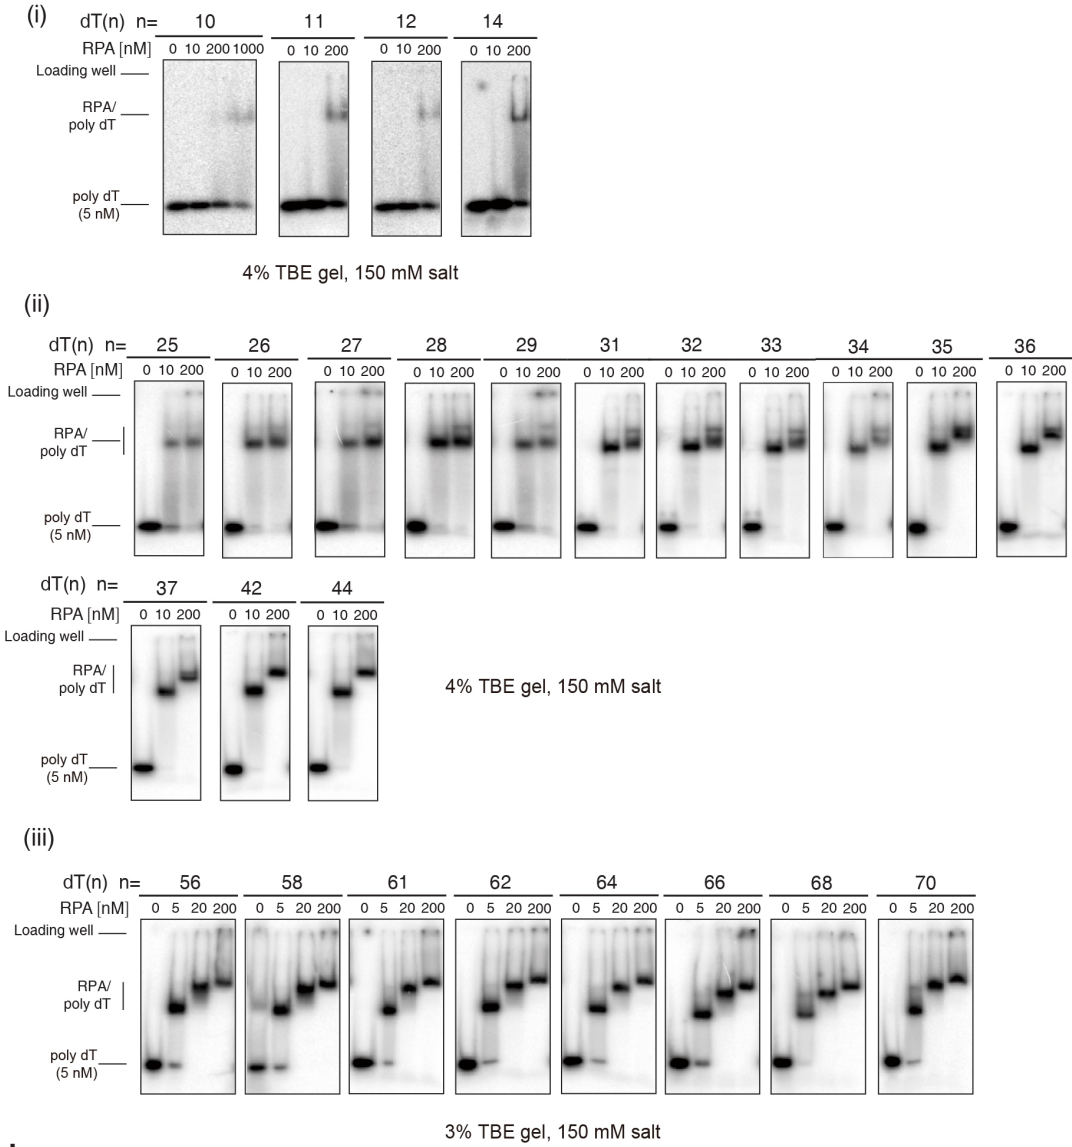 (i)
dT(n) n= 10 11 12 14
RPA [nM] 0 10 200 1000 0 10 200 0 10 200 0 10 200
Loading well
RPA/
poly dT
poly dT
(5 nM)
4% TBE gel, 150 mM salt
(ii)
dT(n) n= 25 26 27 28 29 31 32 33 34 35 36
RPA [nM] 0 10 200 0 10 200 0 10 200 0 10 200 0 10 200 0 10 200 0 10 200 0 10 200 0 10 200 0 10 200 0 10 200
Loading well
RPA/
poly dT
poly dT
(5 nM)
dT(n) n= 37 42 44
RPA [nM] 0 10 200 0 10 200 0 10 200
Loading well
RPA/
poly dT
4% TBE gel, 150 mM salt
poly dT
(5 nM)
(iii)
dT(n) n= 56 58 61 62 64 66 68 70
RPA [nM] 0 5 20 200 0 5 20 200 0 5 20 200 0 5 20 200 0 5 20 200 0 5 20 200 0 5 20 200 0 5 20 200
Loading well
RPA/
poly dT
poly dT
(5 nM)
3% TBE gel, 150 mM salt